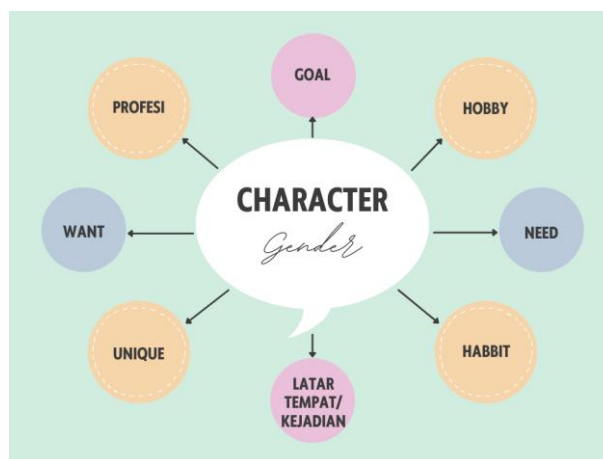 GOAL
PROFESI
HOBBY
CHARACTER
Gender
WANT
NEED
UNIQUE
HABBIT
LATAR
TEMPAT/
KEJADIAN